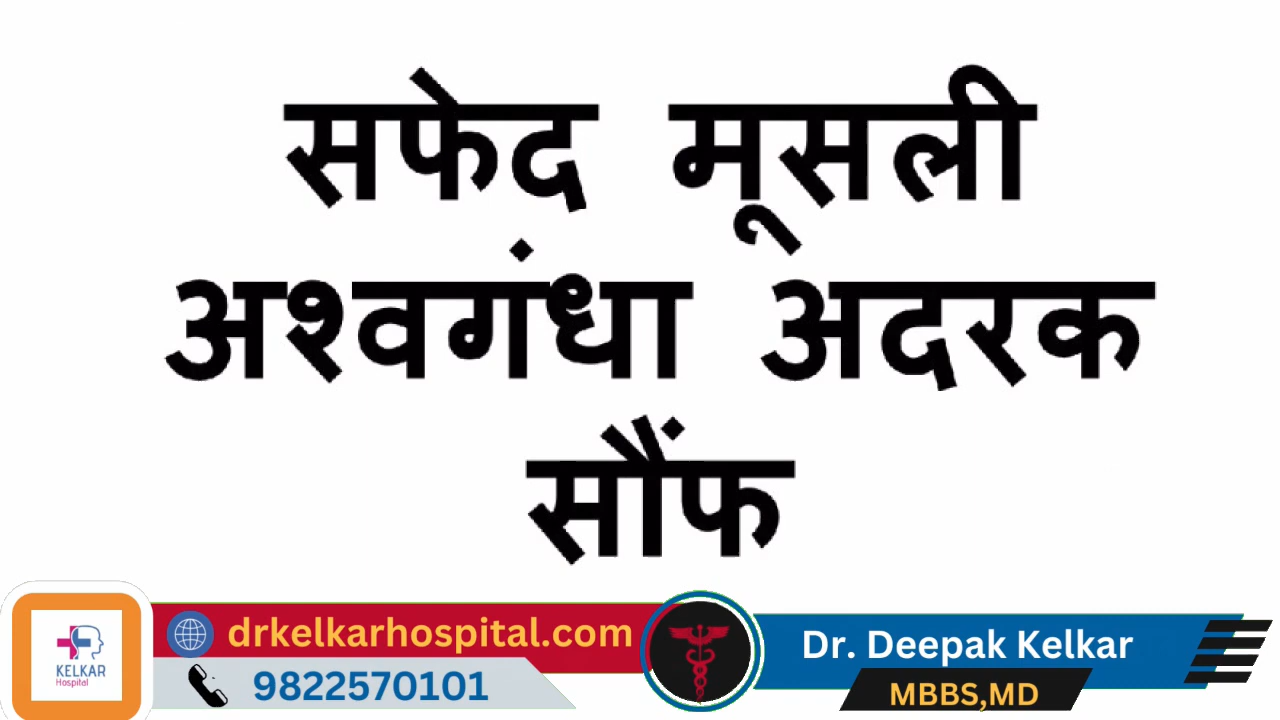 सफेद मूसली
अश्वगंधा अदरक
सौंफ
KELKAR
Hospital
drkelkarhospital.com
9822570101
Dr. Deepak Kelkar
MBBS,MD